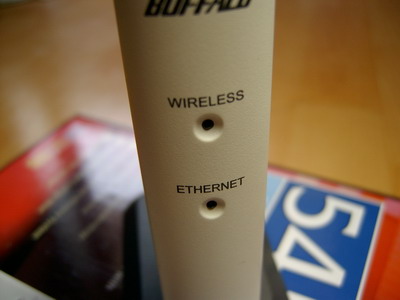 BUFFALO
WIRELESS
ETHERNET
54